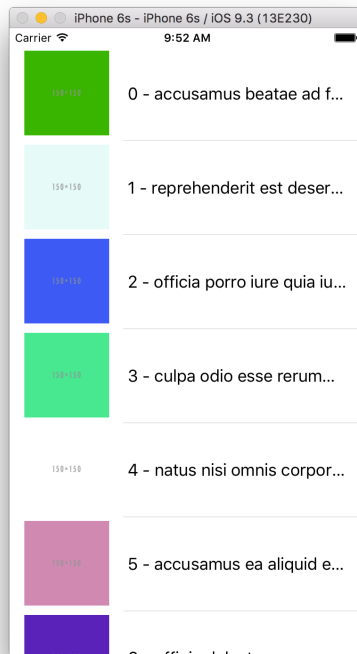 iPhone 6s - iPhone 6s / iOS 9.3 (13E230)
Carrier 9:52 AM
150×150
0 - accusamus beatae ad f...
150×150
1 - reprehenderit est deser...
150×150
2 - officia porro iure quia iu...
150×150
3 - culpa odio esse rerum...
150×150
4 - natus nisi omnis corpor...
150×150
5 - accusamus ea aliquid e...